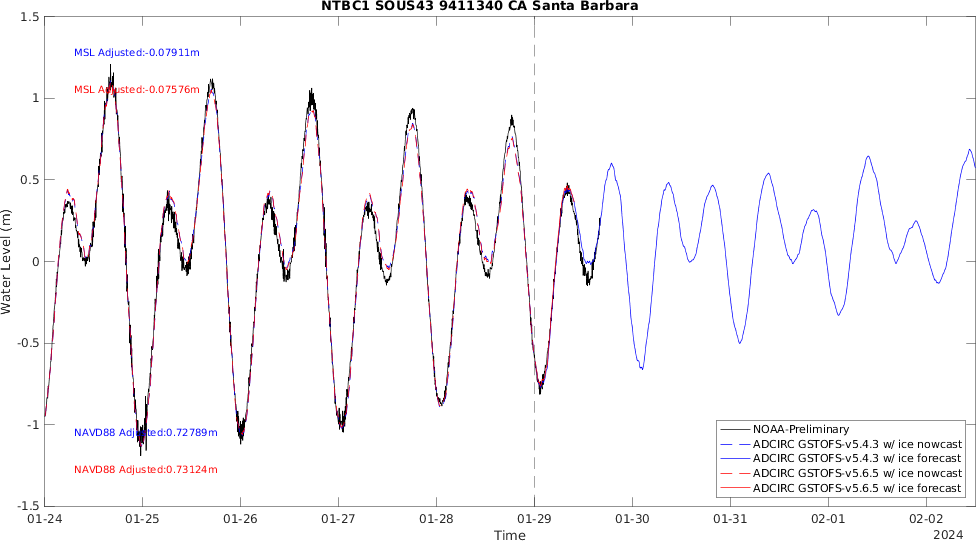 NTBC1 SOUS43 9411340 CA Santa Barbara
1.5
MSL Adjusted:-0.07911m
MSL Adjusted:-0.07576m
1
0.5
0
-0.5
-1
-1.5
Water Level (m)
NAVD88 Adjusted:0.72789m
NAVD88 Adjusted:0.73124m
NOAA-Preliminary
ADCIRC GSTOFS-v5.4.3 w/ ice nowcast
ADCIRC GSTOFS-v5.4.3 w/ ice forecast
ADCIRC GSTOFS-v5.6.5 w/ ice nowcast
ADCIRC GSTOFS-v5.6.5 w/ ice forecast
01-24 01-25 01-26 01-27 01-28 01-29 01-30 01-31 02-01 02-02
Time
2024